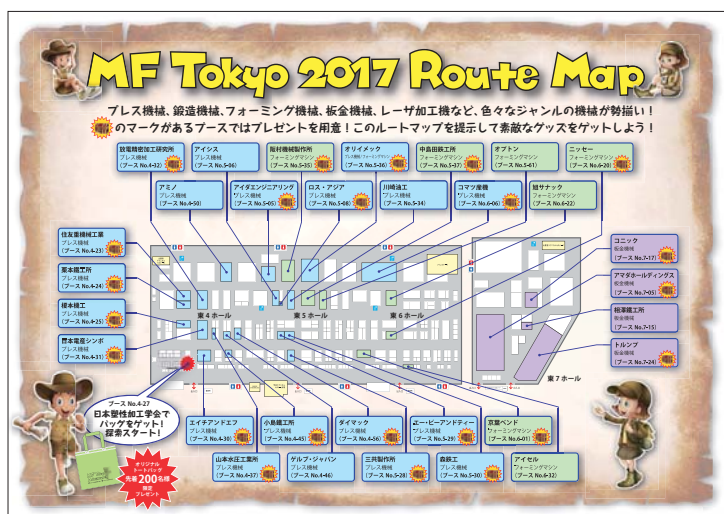 MF Tokyo 2017 Route Map
プレス機械、鍛造機械、フォーミング機械、板金機械、レーザ加工機など、色々なジャンルの機械が勢揃い！
のマークがあるブースではプレゼントを用意！このルートマップを提示して素敵なグッズをゲットしよう！
放電精密加工研究所
プレス機械
(ブース No.4-32)
アイシス
プレス機械
(ブース No.5-06)
阪村機械製作所
フォーミングマシン
(ブース No.5-35)
オリイメック
プレス機械/フォーミングマシン
(ブース No.5-36)
中島田鉄工所
フォーミングマシン
(ブース No.5-37)
オプトン
フォーミングマシン
(ブース No.5-01)
ニッセー
フォーミングマシン
(ブース No.6-20)
アミノ
プレス機械
(ブース No.4-50)
アイダエンジニアリング
プレス機械
(ブース No.5-05)
ロス・アジア
プレス機械
(ブース No.5-08)
川崎油工
プレス機械
(ブース No.5-34)
コマツ産機
プレス機械
(ブース No.6-06)
旭サナック
フォーミングマシン
(ブース No.6-22)
住友重機械工業
プレス機械
(ブース No.4-23)
栗本鐵工所
プレス機械
(ブース No.4-24)
榎本機工
プレス機械
(ブース No.4-25)
日本電産シンポ
プレス機械
(ブース No.4-31)
コニック
板金機械
(ブース No.7-17)
アマダホールディングス
板金機械
(ブース No.7-05)
相澤鐵工所
板金機械
(ブース No.7-15)
トルンプ
板金機械
(ブース No.7-24)
東4ホール
東5ホール
東6ホール
東7ホール
ブース No.4-27
日本塑性加工学会で
バッグをゲット！
探索スタート！
オリジナル
トートバッグ
先着200名様
限定
プレゼント
エイチアンドエフ
プレス機械
(ブース No.4-30)
小島鐵工所
プレス機械
(ブース No.4-45)
ダイマック
プレス機械
(ブース No.4-56)
エー・ピーアンドティー
プレス機械
(ブース No.5-29)
京葉ベンド
フォーミングマシン
(ブース No.6-01)
山本水圧工業所
プレス機械
(ブース No.4-37)
ゲルブ・ジャパン
プレス機械
(ブース No.4-46)
三共製作所
プレス機械
(ブース No.5-28)
森鉄工
プレス機械
(ブース No.5-30)
アイセル
フォーミングマシン
(ブース No.6-32)